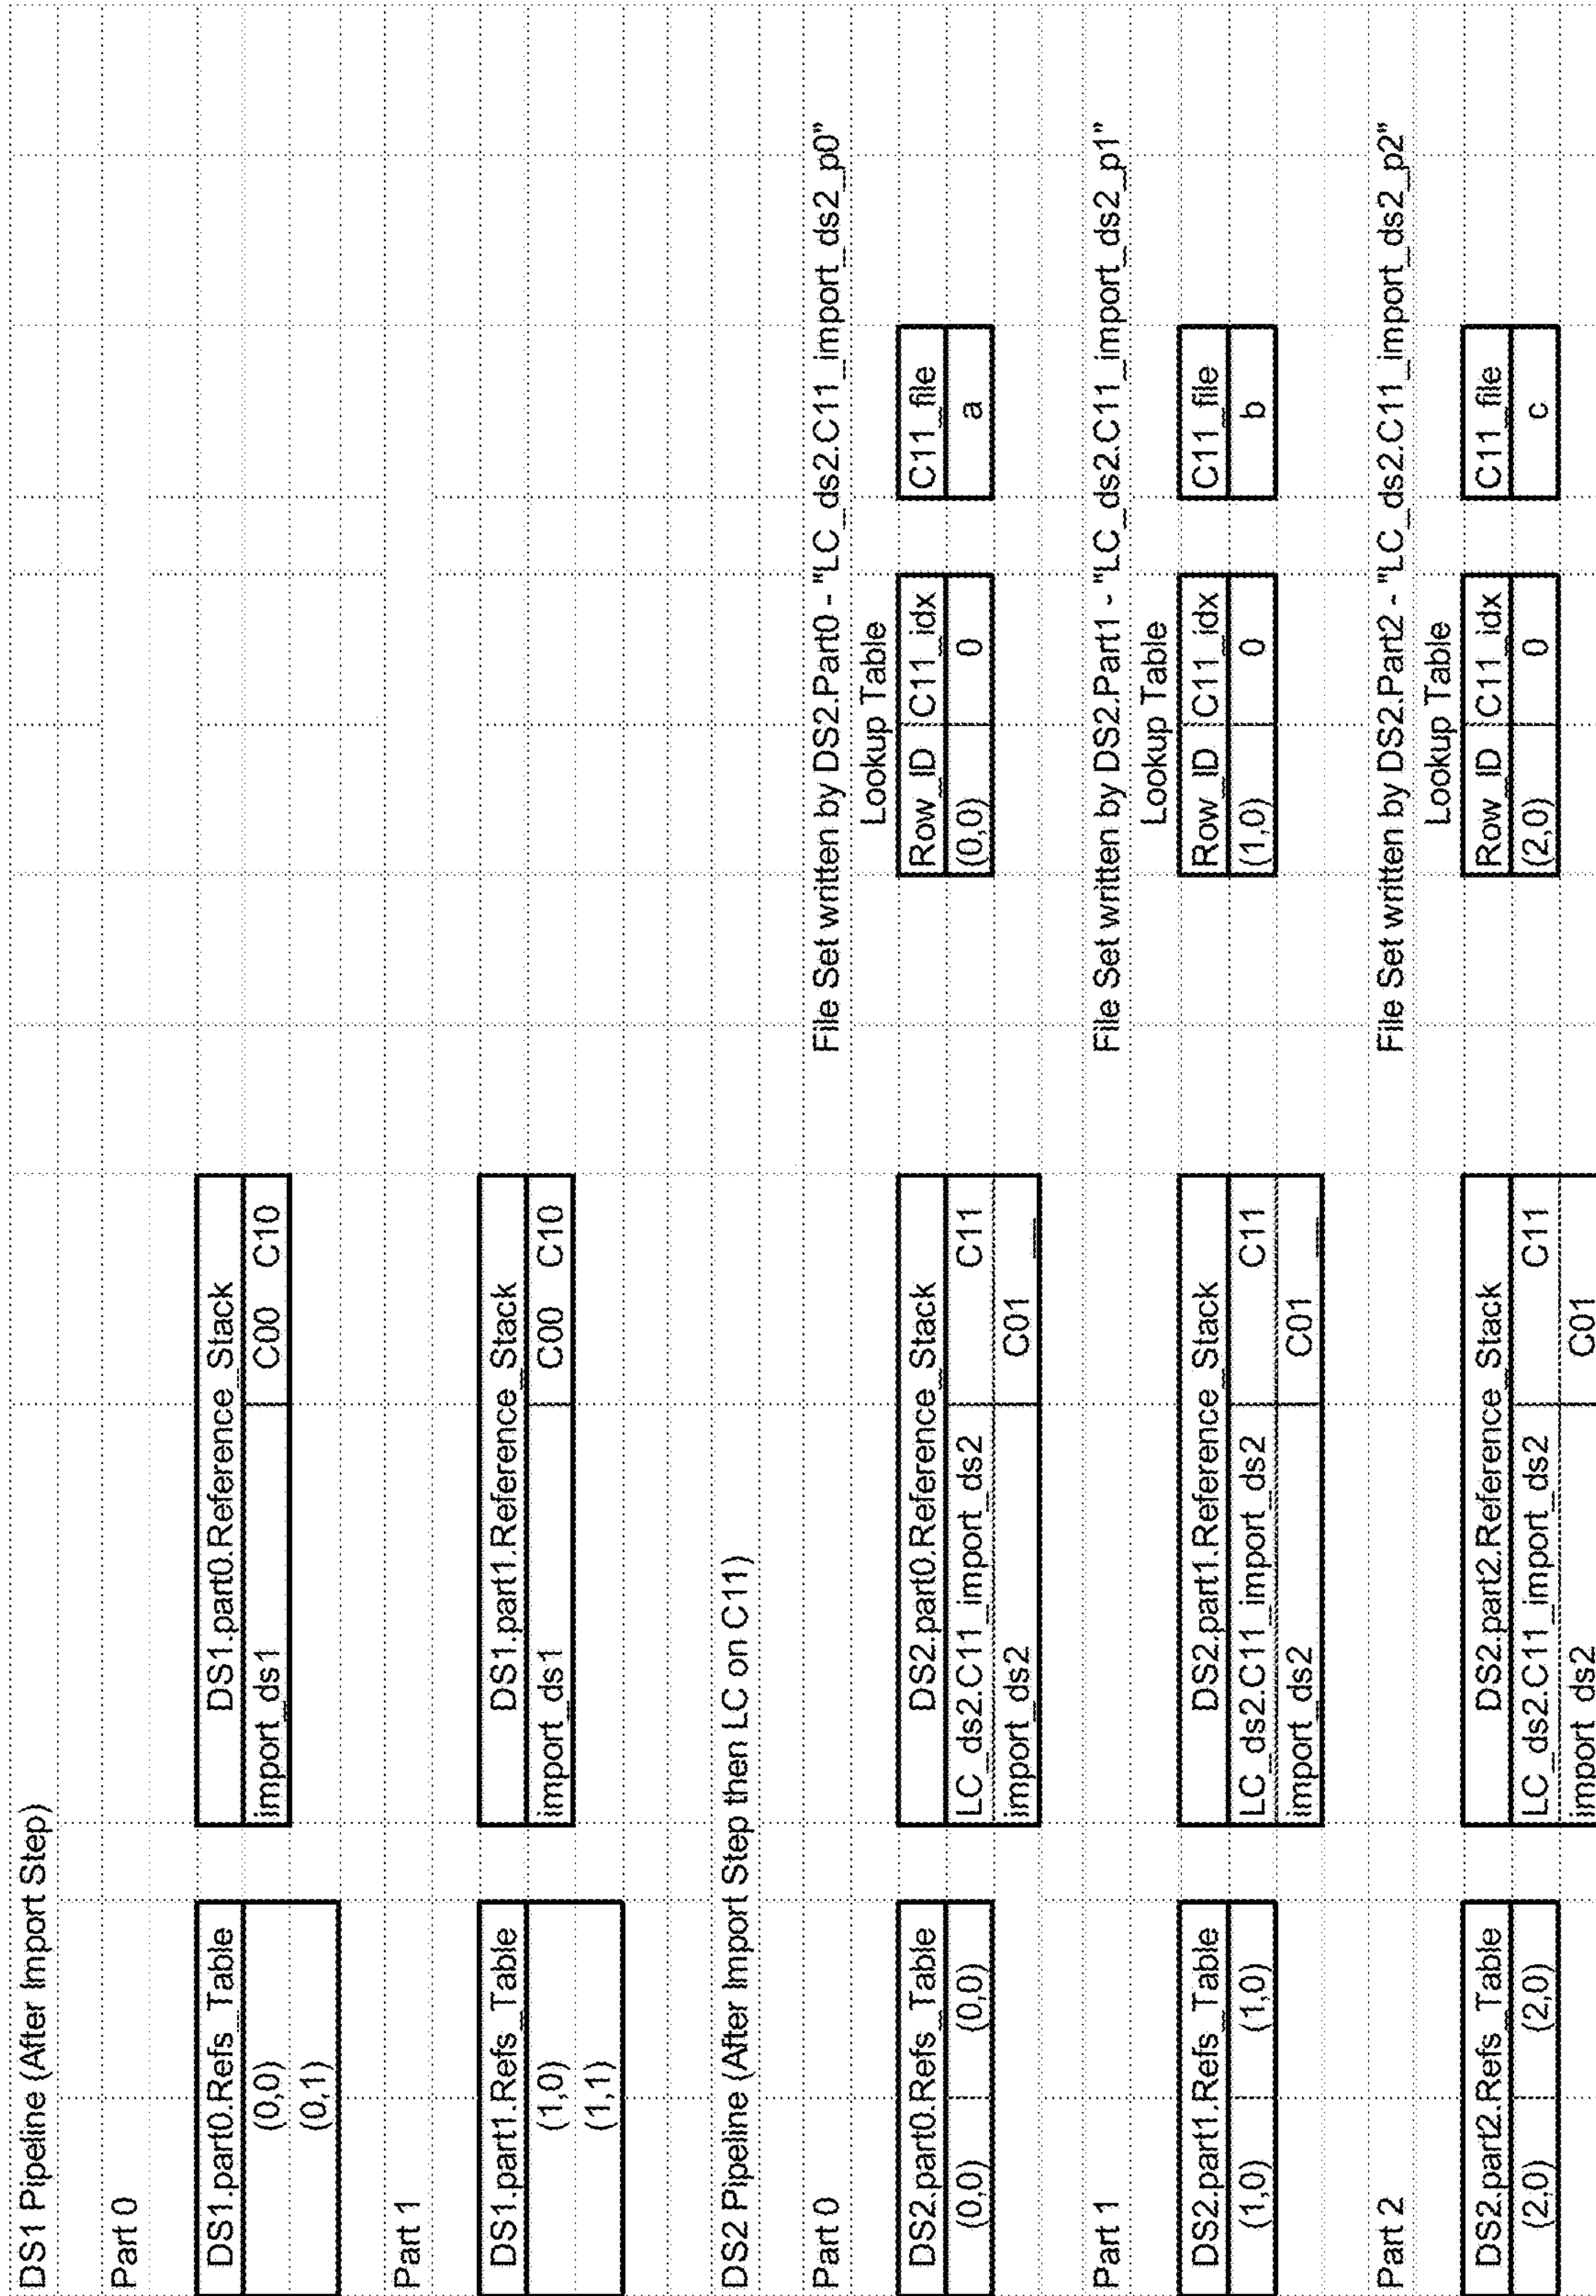 DS1 Pipeline (After Import Step)
Part 0
DS1.part0.Refs_Table DS1.part0.Reference_Stack
(0,0) import_ds1 C00 C10
(0,1)
Part 1
DS1.part1.Refs_Table DS1.part1.Reference_Stack
(1,0) import_ds1 C00 C10
(1,1)
DS2 Pipeline (After Import Step then LC on C11)
Part 0 File Set written by DS2.Part0 - "LC_ds2.C11_import_ds2_p0"
Lookup Table
DS2.part0.Refs_Table DS2.part0.Reference_Stack Row_ID C11_idx C11_file
(0,0) (0,0) LC_ds2.C11_import_ds2 C11 (0,0) 0 a
import_ds2 C01 _
Part 1 File Set written by DS2.Part1 - "LC_ds2.C11_import_ds2_p1"
Lookup Table
DS2.part1.Refs_Table DS2.part1.Reference_Stack Row_ID C11_idx C11_file
(1,0) (1,0) LC_ds2.C11_import_ds2 C11 (1,0) 0 b
import_ds2 C01 _
Part 2 File Set written by DS2.Part2 - "LC_ds2.C11_import_ds2_p2"
Lookup Table
DS2.part2.Refs_Table DS2.part2.Reference_Stack Row_ID C11_idx C11_file
(2,0) (2,0) LC_ds2.C11_import_ds2 C11 (2,0) 0 c
import_ds2 C01